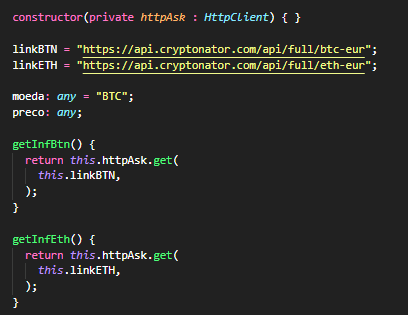 constructor(private httpAsk : HttpClient) { }
linkBTN = "https://api.cryptonator.com/api/full/btc-eur";
linkETH = "https://api.cryptonator.com/api/full/eth-eur";
moeda: any = "BTC";
preco: any;
getInfBtn() {
return this.httpAsk.get(
this.linkBTN,
);
}
getInfEth() {
return this.httpAsk.get(
this.linkETH,
);
}